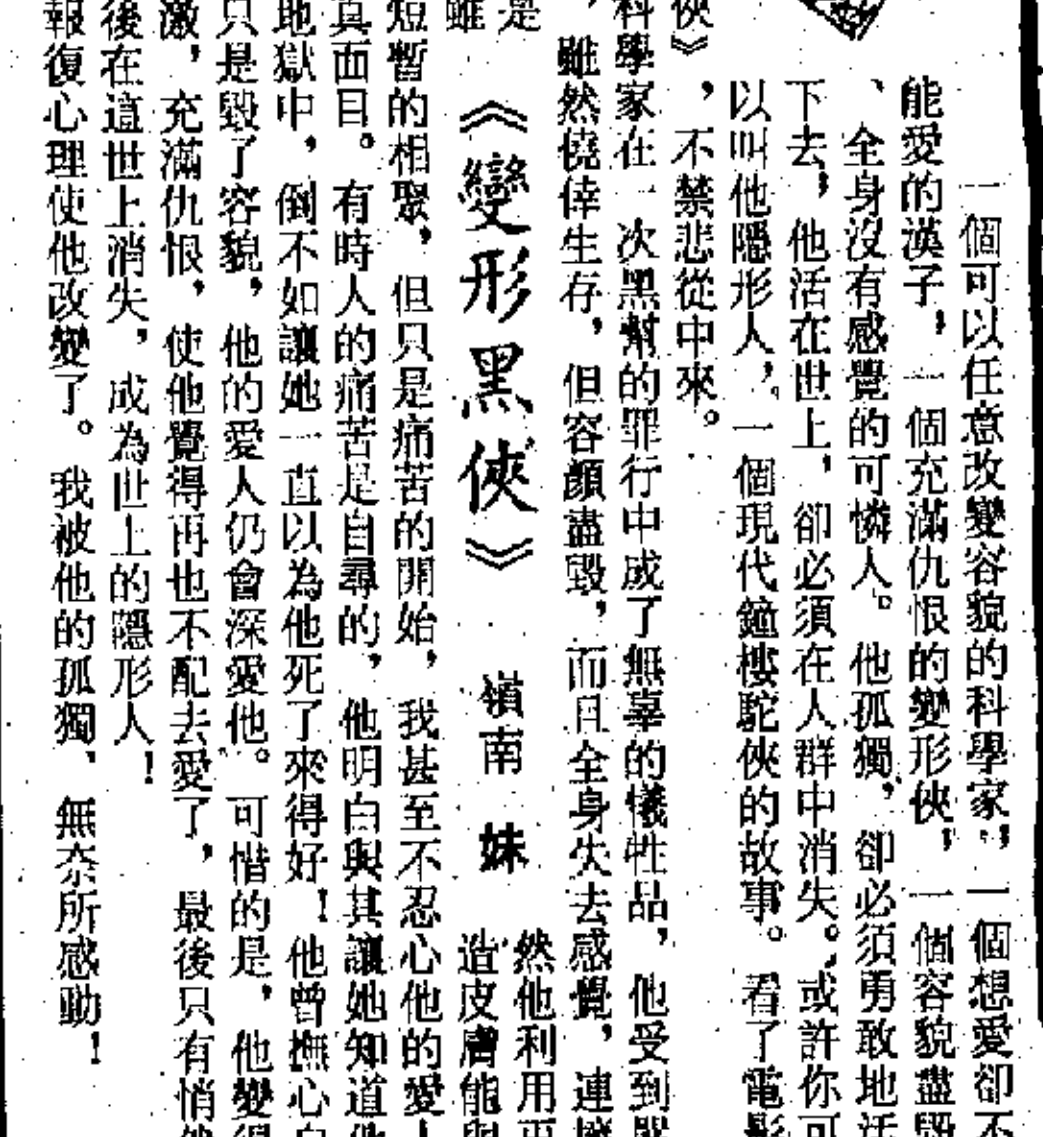 《變形黑俠》
嶺南 妹
一個可以任意改變容貌的科學家,一個想愛卻不
能愛的漢子,一個充滿仇恨的變形俠,一個容貌盡毀
、全身沒有感覺的可憐人。他孤獨,卻必須勇敢地活
下去,他活在世上,卻必須在人群中消失。或許你可
以叫他隱形人,。一個現代鐘樓駝俠的故事。看了電影
俠》,不禁悲從中來。
科學家在一次黑幫的罪行中成了無辜的犧牲品,他受到
,雖然僥倖生存,但容顏盡毀,而且全身失去感覺,連
是
雖
然他利用再
造皮膚能與
短暫的相聚,但只是痛苦的開始,我甚至不忍心他的愛人
真面目。有時人的痛苦是自尋的,他明白與其讓她知道他
地獄中,倒不如讓她一直以為他死了來得好!他曾撫心自
只是毀了容貌,他的愛人仍會深愛他。可惜的是,他變得
激,充滿仇恨,使他覺得再也不配去愛了,最後只有悄然
後在這世上消失,成為世上的隱形人!
報復心理使他改變了。我被他的孤獨、無奈所感動!